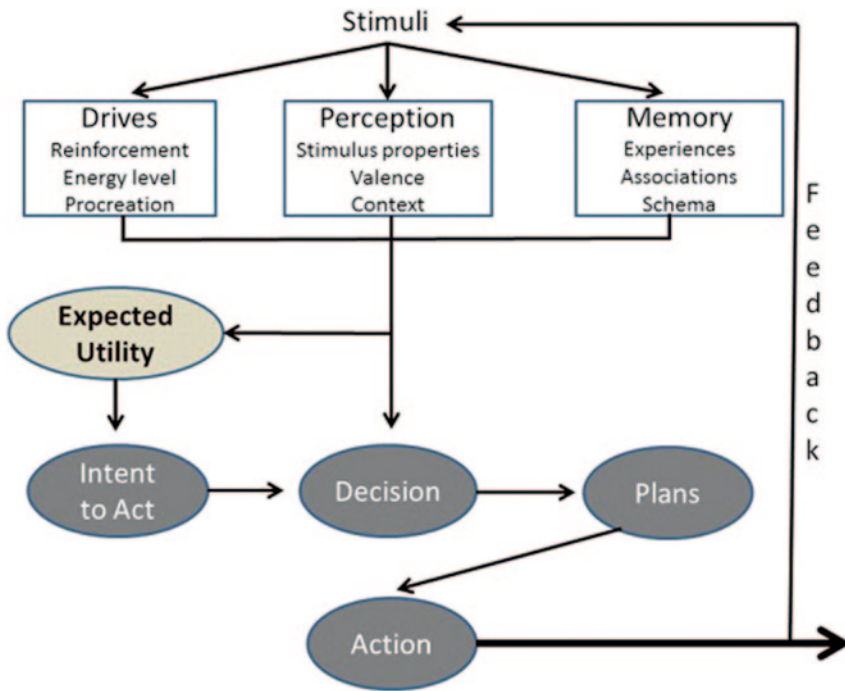 Stimuli
Drives
Reinforcement
Energy level
Procreation
Perception
Stimulus properties
Valence
Context
Memory
Experiences
Associations
Schema
Feedback
Expected
Utility
Intent
to Act
Decision
Plans
Action